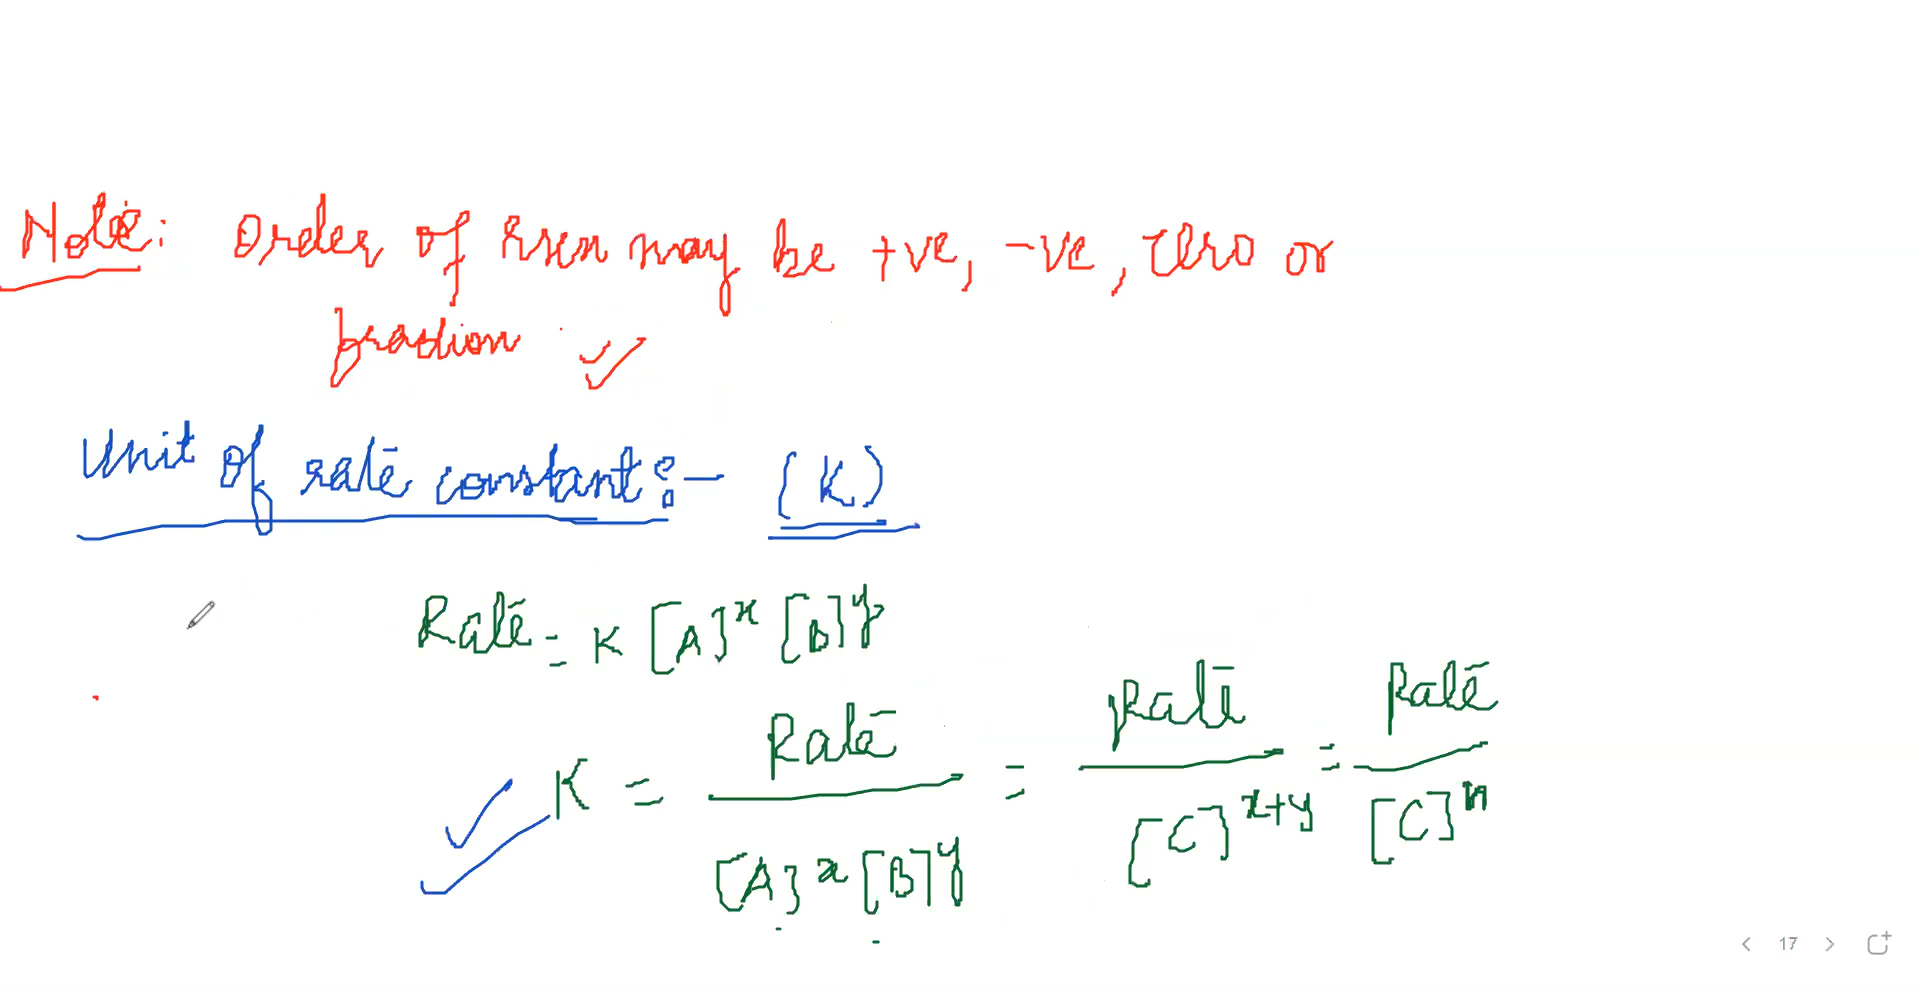 Note: Order of rxn may be +ve, -ve, zero or
fraction.
Unit of rate constant :- (K)
Rate = K [A]^x [B]^y
K = Rate / [A]^x [B]^y = Rate / [C]^x+y = Rate / [C]^n
17